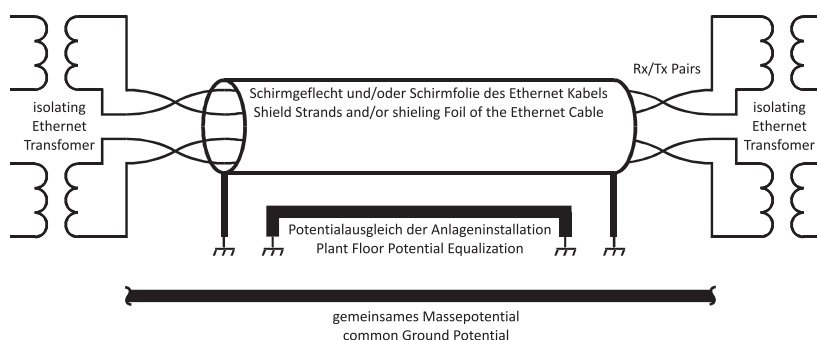 Rx/Tx Pairs
Schirmgeflecht und/oder Schirmfolie des Ethernet Kabels
Shield Strands and/or shieling Foil of the Ethernet Cable
isolating
Ethernet
Transfomer
isolating
Ethernet
Transfomer
Potentialausgleich der Anlageninstallation
Plant Floor Potential Equalization
gemeinsames Massepotential
common Ground Potential